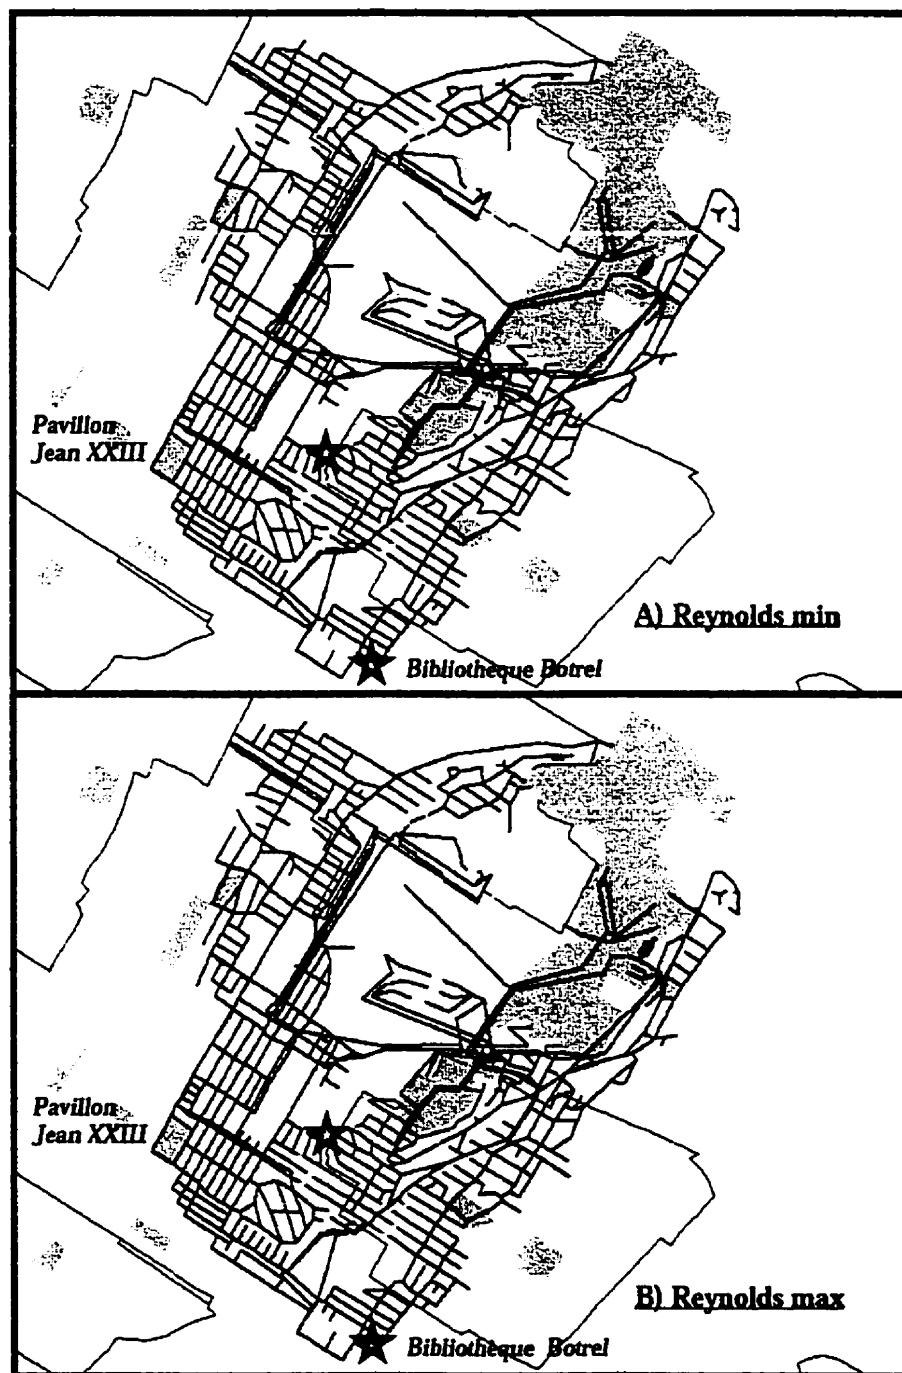 Pavillon
Jean XXIII
A) Reynolds min
Bibliothèque Botrel
Pavillon
Jean XXIII
B) Reynolds max
Bibliothèque Botrel